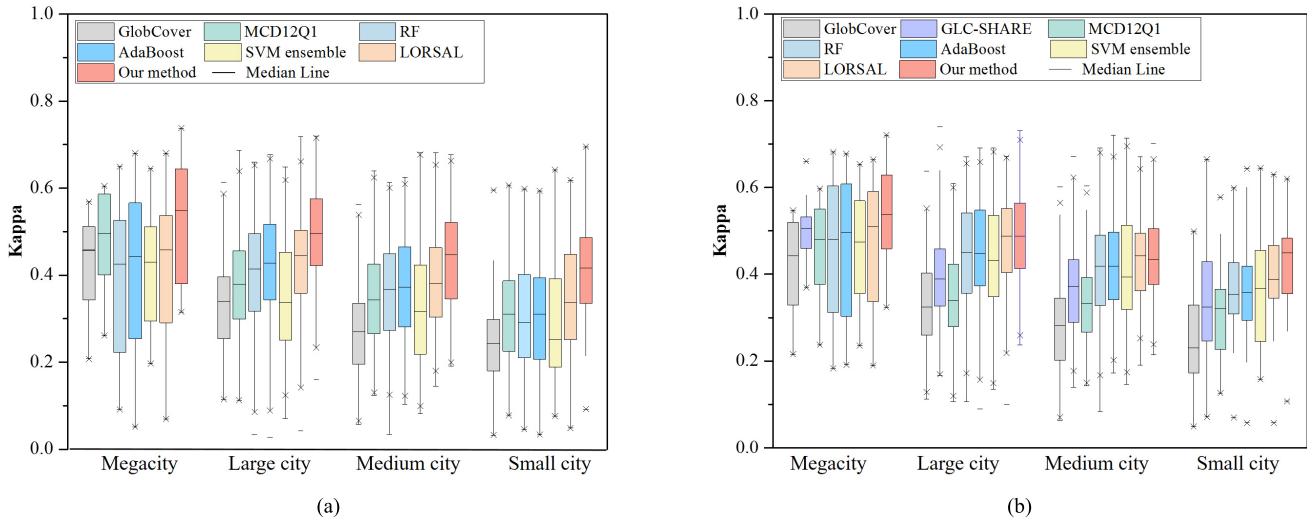 1.0
0.8
0.6
0.4
0.2
0.0
Kappa
GlobCover MCD12Q1 RF
AdaBoost SVM ensemble LORSAL
Our method Median Line
Megacity Large city Medium city Small city
(a)
1.0
0.8
0.6
0.4
0.2
0.0
Kappa
GlobCover GLC-SHARE MCD12Q1
RF AdaBoost SVM ensemble
LORSAL Our method Median Line
Megacity Large city Medium city Small city
(b)